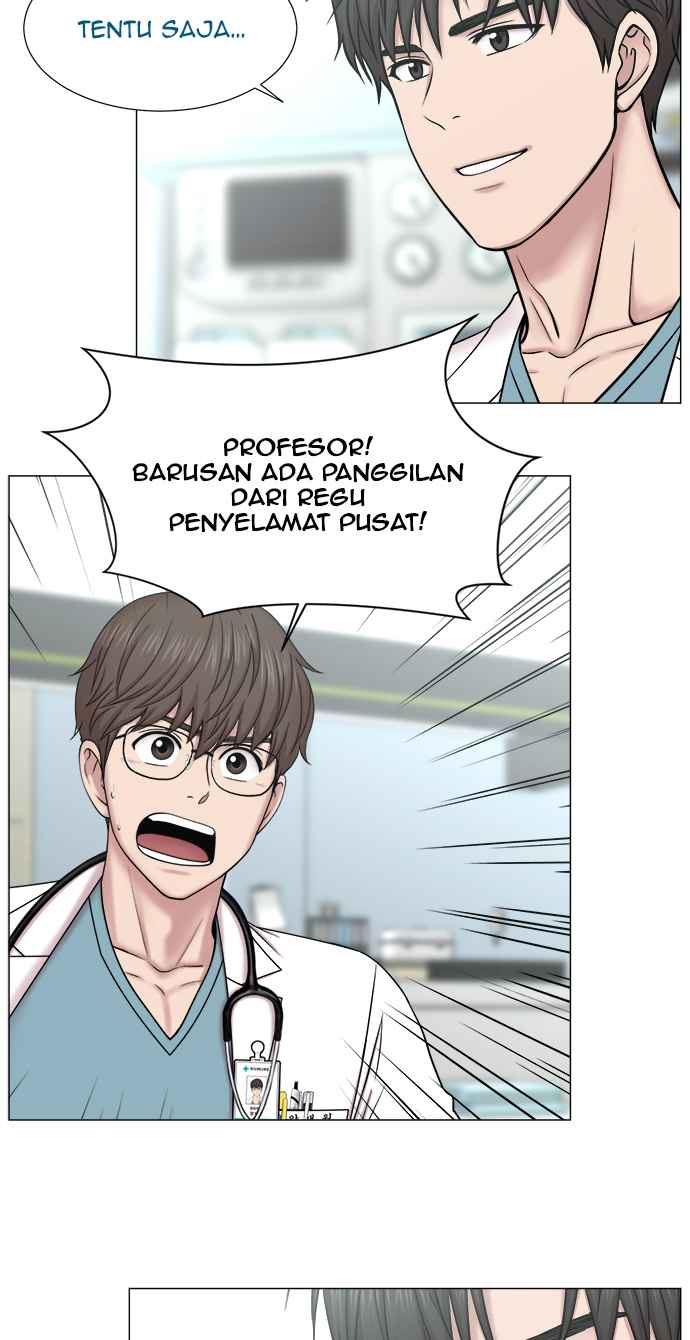 TENTU SAJA...
PROFESOR!
BARUSAN ADA PANGGILAN
DARI REGU
PENYELAMAT PUSAT!